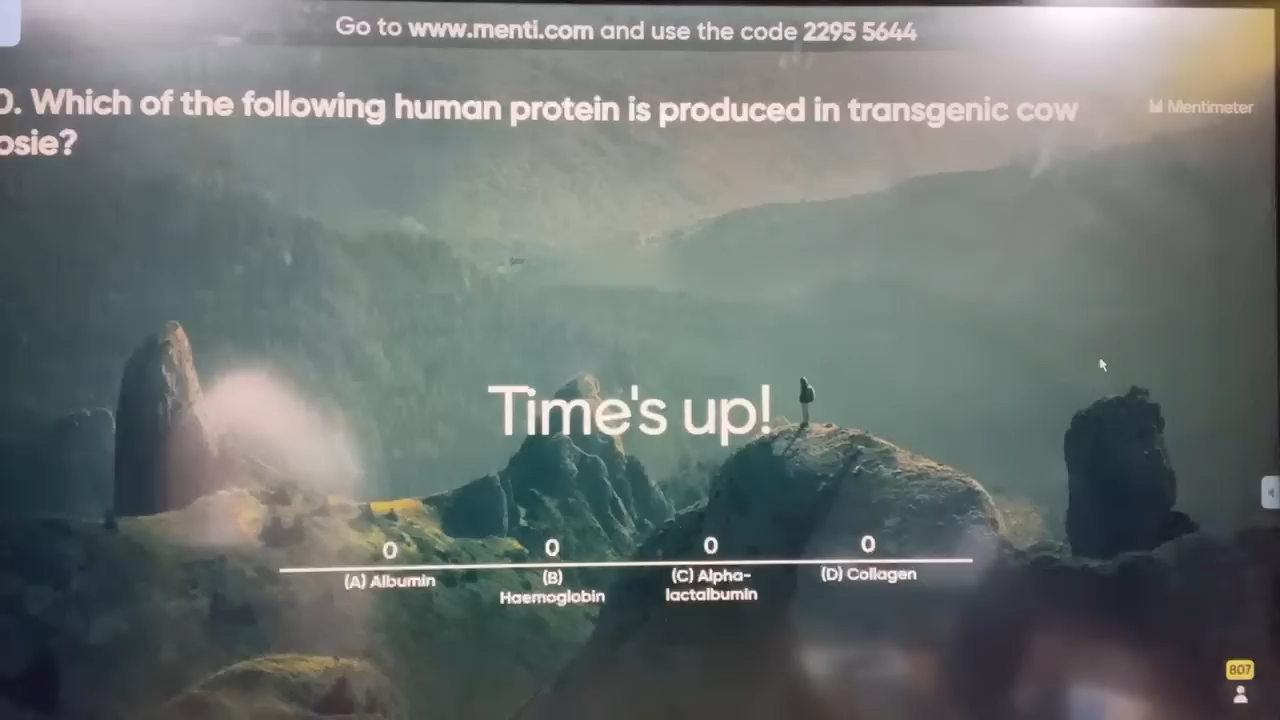 Go to www.menti.com and use the code 2295 5644
0. Which of the following human protein is produced in transgenic cow
osie?
Mentimeter
Time's up!
0 0 0 0
(A) Albumin (B) Haemoglobin (C) Alpha-lactalbumin (D) Collagen
807